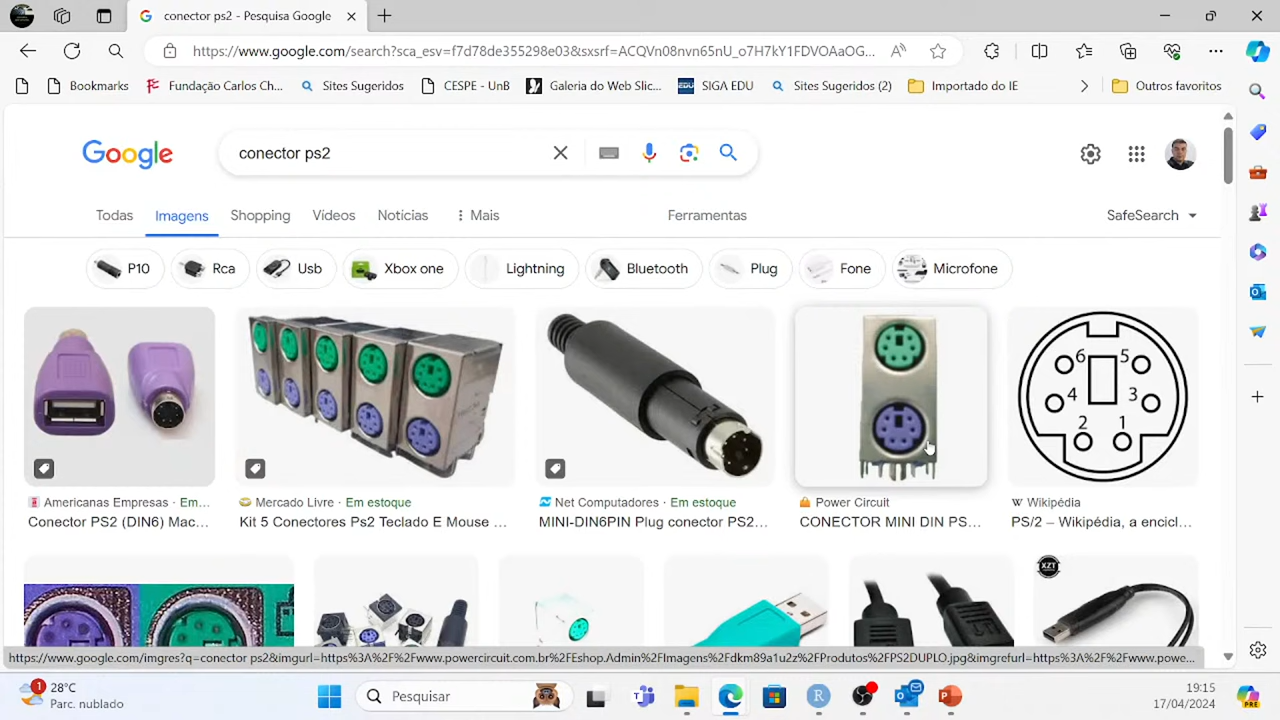 conector ps2 - Pesquisa Google
https://www.google.com/search?sca_esv=f7d78de355298e03&sxsrf=ACQVn08nvn65nU_o7H7kY1FDVOAaOG...
Bookmarks
Fundação Carlos Ch...
Sites Sugeridos
CESPE - UnB
Galeria do Web Slic...
EDU
SIGA EDU
Sites Sugeridos (2)
Importado do IE
Outros favoritos
Google
conector ps2
Todas
Imagens
Shopping
Vídeos
Notícias
Mais
Ferramentas
SafeSearch
P10
Rca
Usb
Xbox one
Lightning
Bluetooth
Plug
Fone
Microfone
6 5
4 3
2 1
Americanas Empresas · Em...
Conector PS2 (DIN6) Mac...
Mercado Livre · Em estoque
Kit 5 Conectores Ps2 Teclado E Mouse ...
Net Computadores · Em estoque
MINI-DIN6PIN Plug conector PS2...
Power Circuit
CONECTOR MINI DIN PS...
W Wikipédia
PS/2 – Wikipédia, a encicl...
XZT
https://www.google.com/imgres?q=conector ps2&imgurl=https%3A%2F%2Fwww.powercircuit.com.br%2FEshop.Admin%2FImagens%2Fdkm89a1u2z%2FProdutos%2FPS2DUPLO.jpg&imgrefurl=https%3A%2F%2Fwww.powe...
1
28°C
Parc. nublado
Pesquisar
R
19:15
17/04/2024
PRE